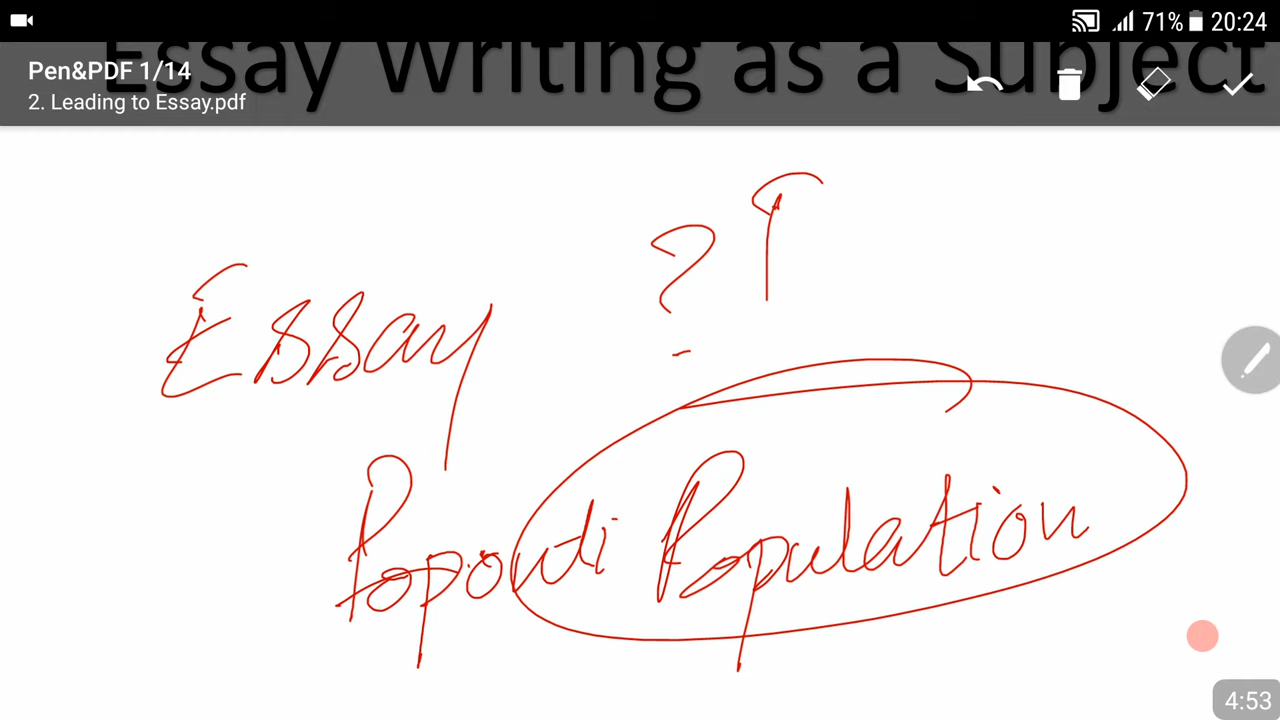 71% 20:24
Essay Writing as a Subject
Pen&PDF 1/14
2. Leading to Essay.pdf
?
Essay
Population
4:53